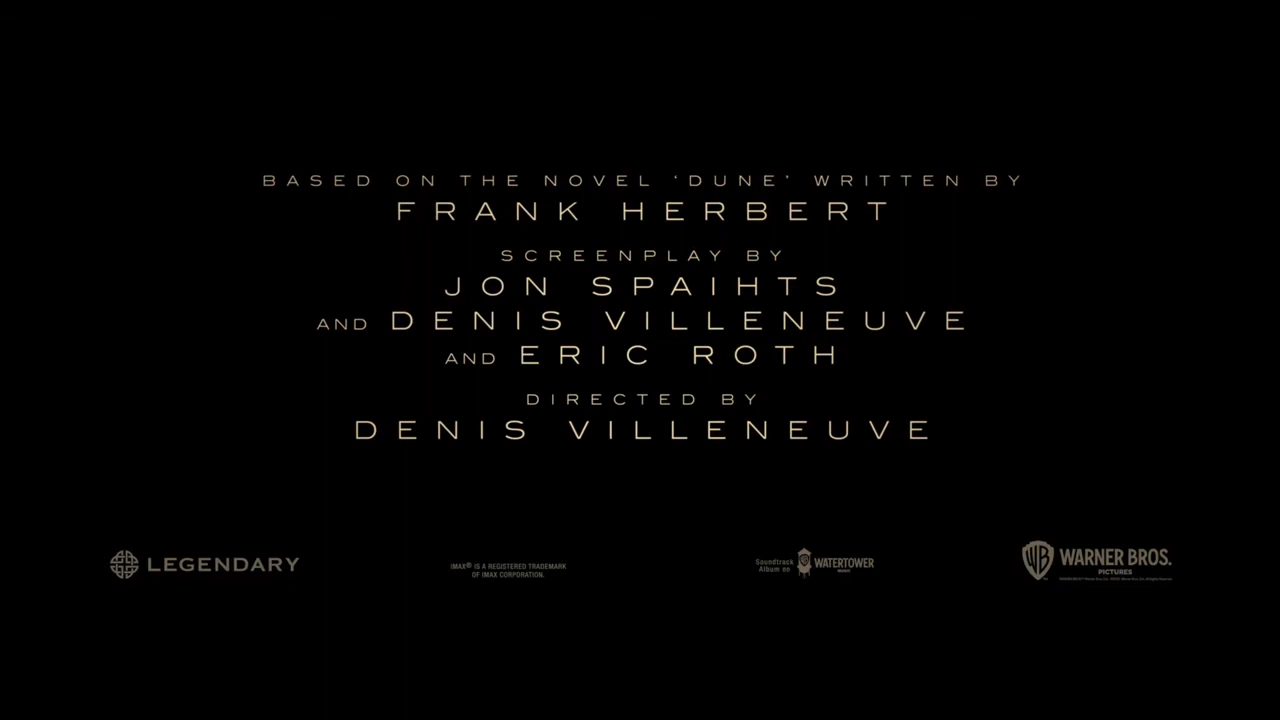 BASED ON THE NOVEL ‘DUNE’ WRITTEN BY
FRANK HERBERT
SCREENPLAY BY
JON SPAIHTS
AND DENIS VILLENEUVE
AND ERIC ROTH
DIRECTED BY
DENIS VILLENEUVE
LEGENDARY
IMAX® IS A REGISTERED TRADEMARK
OF IMAX CORPORATION.
Soundtrack
Album on
WATERTOWER
MUSIC
WB
WARNER BROS.
PICTURES